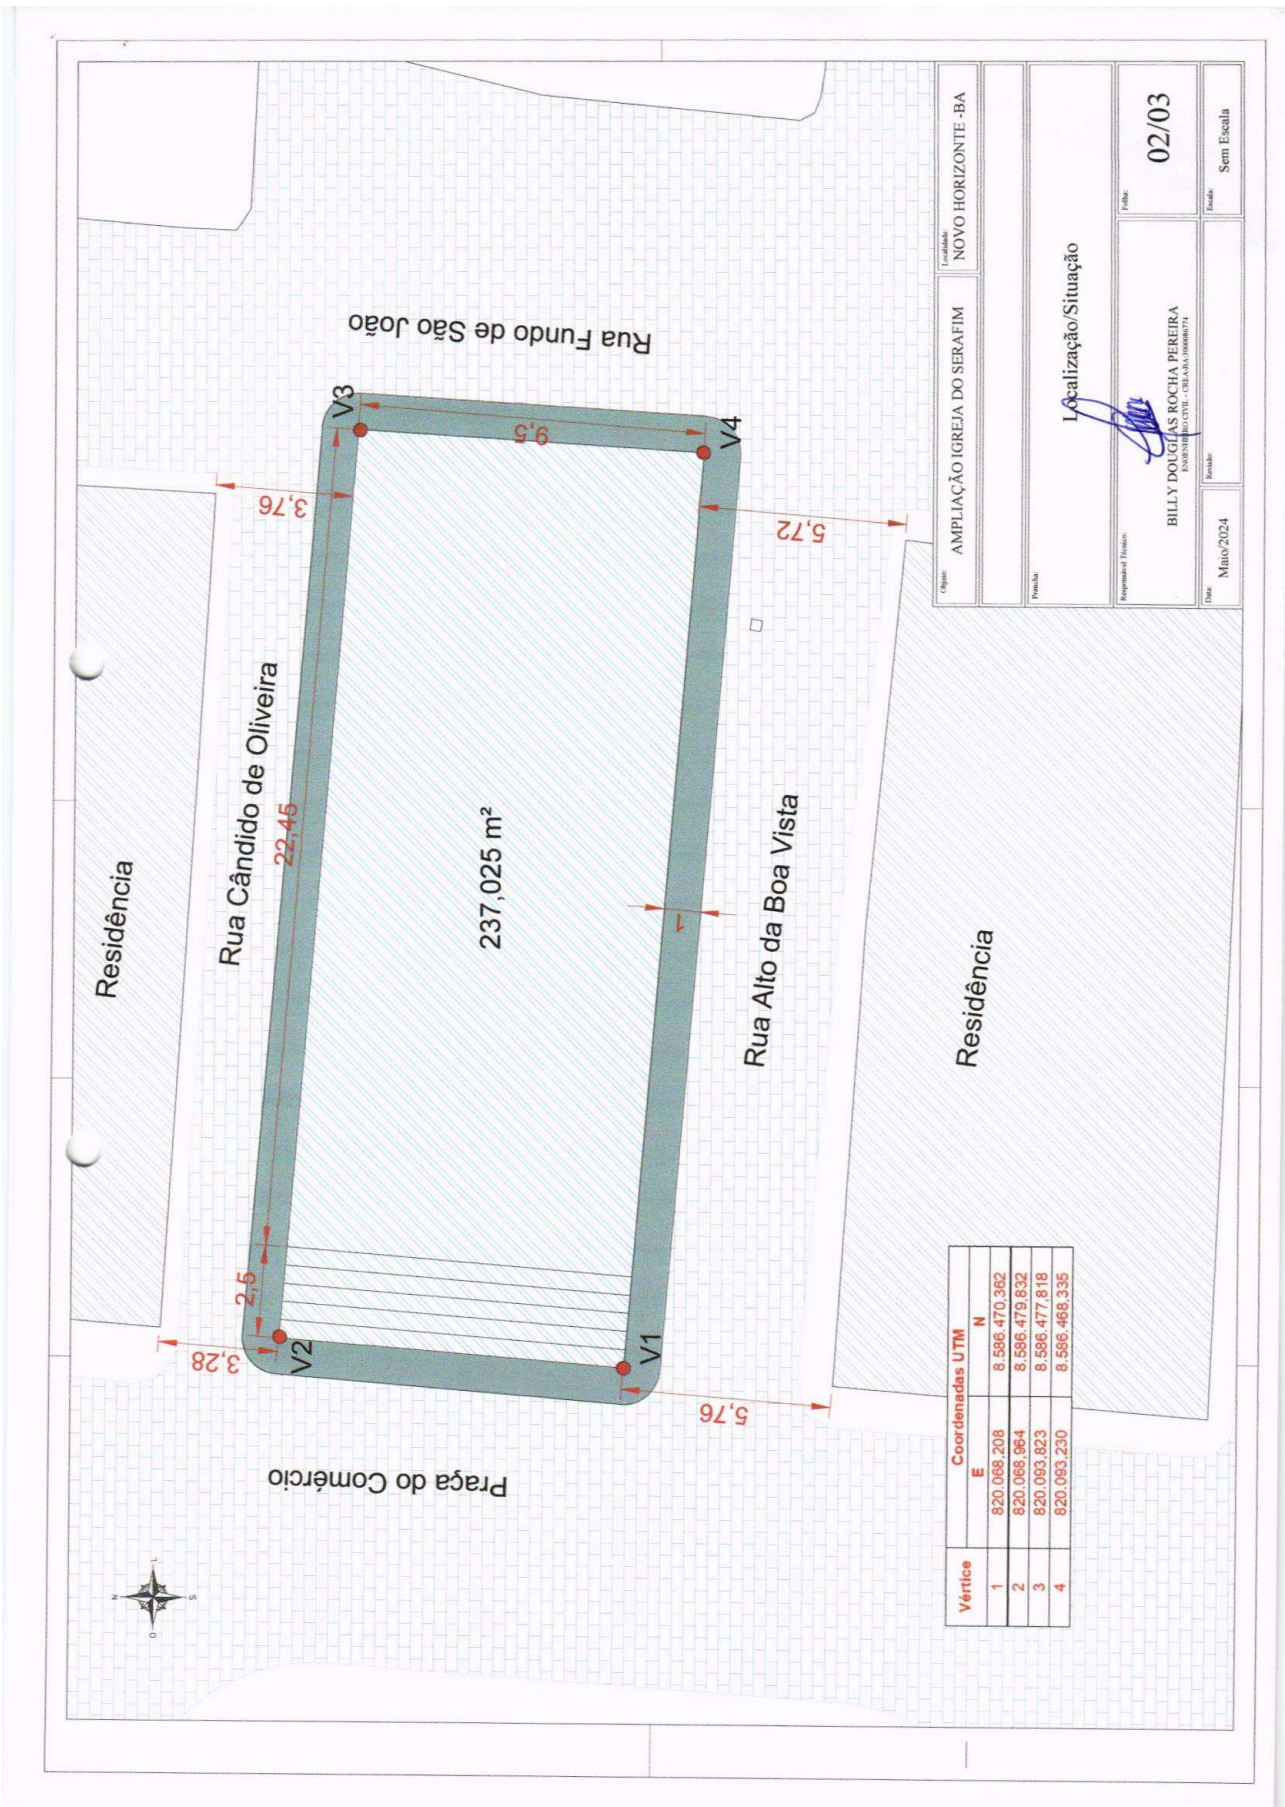 Residência
Rua Cândido de Oliveira
Rua Fundo de São João
Praça do Comércio
Rua Alto da Boa Vista
Residência
237,025 m²
V1
V2
V3
V4
3,28
2,5
22,45
3,76
9,5
5,72
1
5,76
N
S
L
O
Vértice
Coordenadas UTM
E N
1 820.068,208 8.586.470,362
2 820.068,964 8.586.479,832
3 820.093,823 8.586.477,818
4 820.093,230 8.586.468,335
Objeto:
AMPLIAÇÃO IGREJA DO SERAFIM
Localidade:
NOVO HORIZONTE -BA
Prancha:
Localização/Situação
Responsável Técnico:
BILLY DOUGLAS ROCHA PEREIRA
ENGENHEIRO CIVIL - CREA-BA:3000086774
Folha:
02/03
Data:
Maio/2024
Revisão:
Escala:
Sem Escala